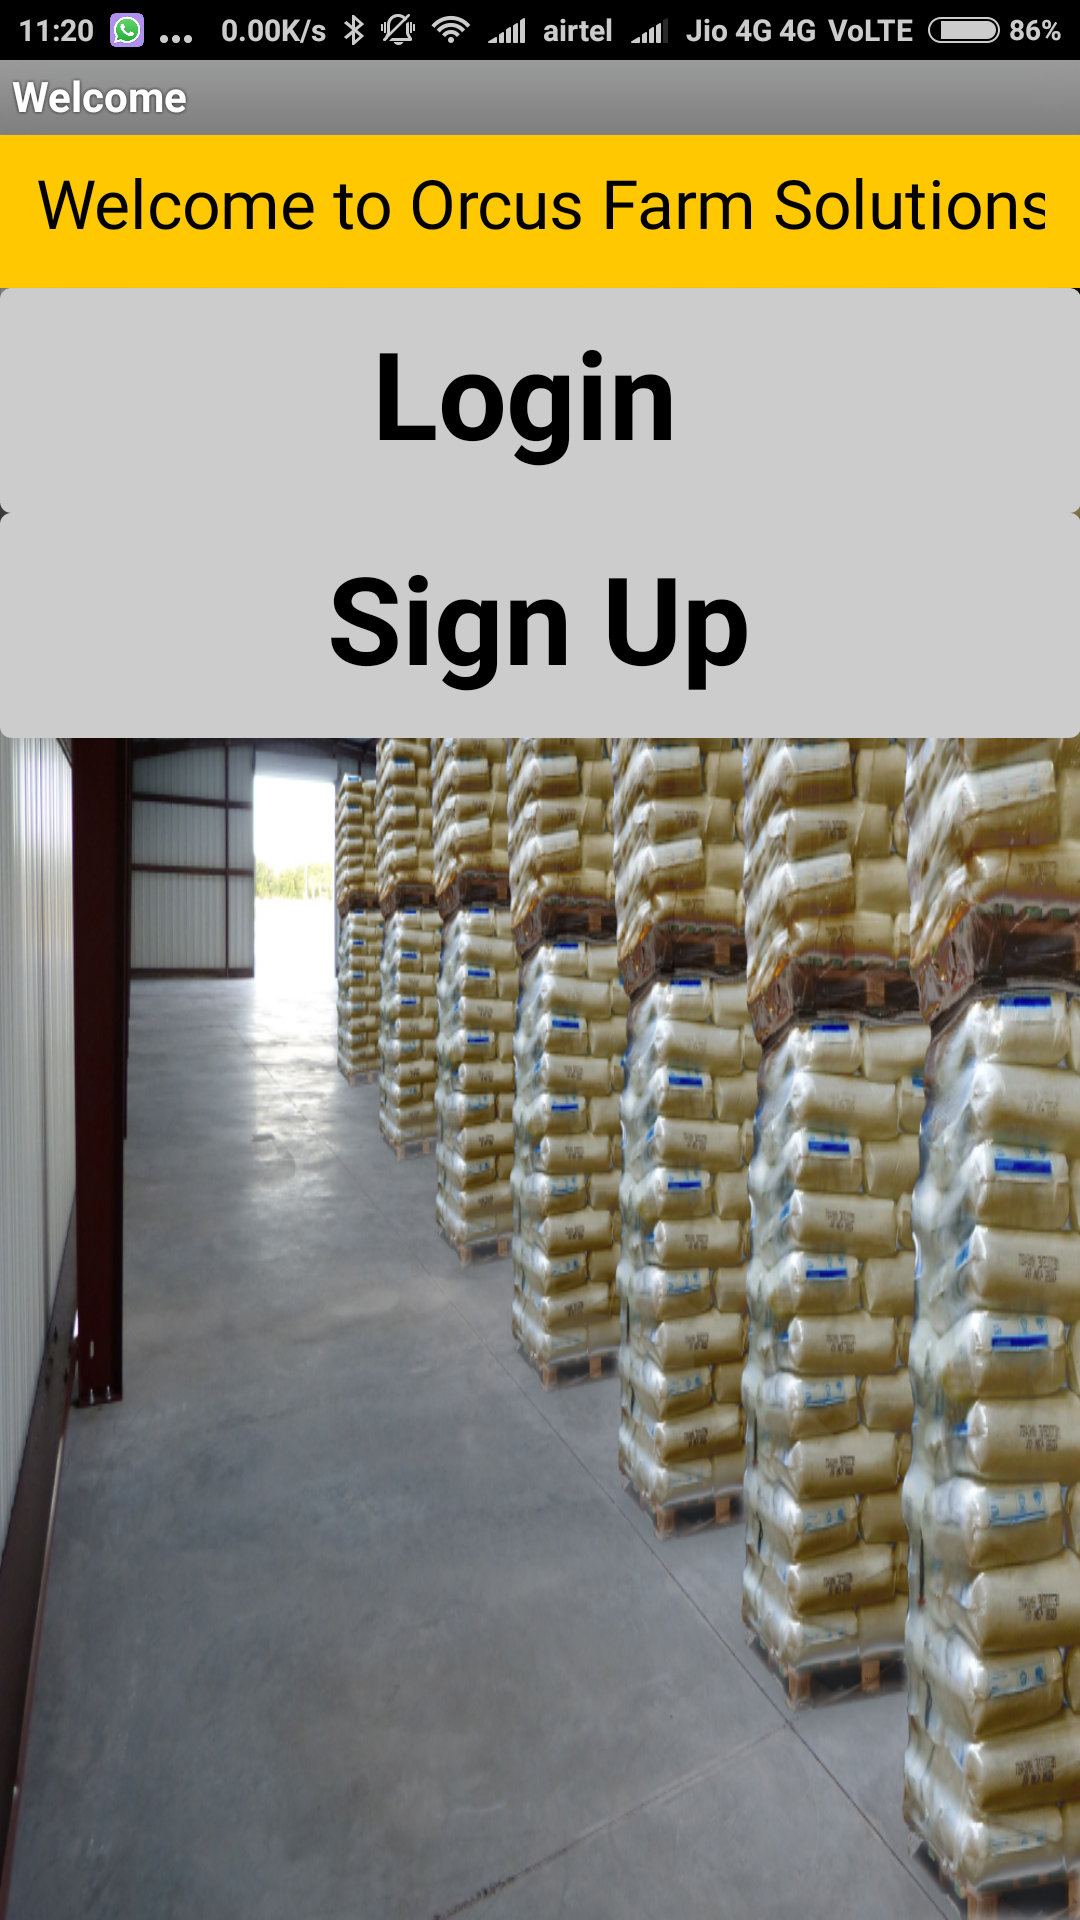 11:20 ... 0.00K/s airtel Jio 4G 4G VoLTE 86%
Welcome
Welcome to Orcus Farm Solutions
Login
Sign Up